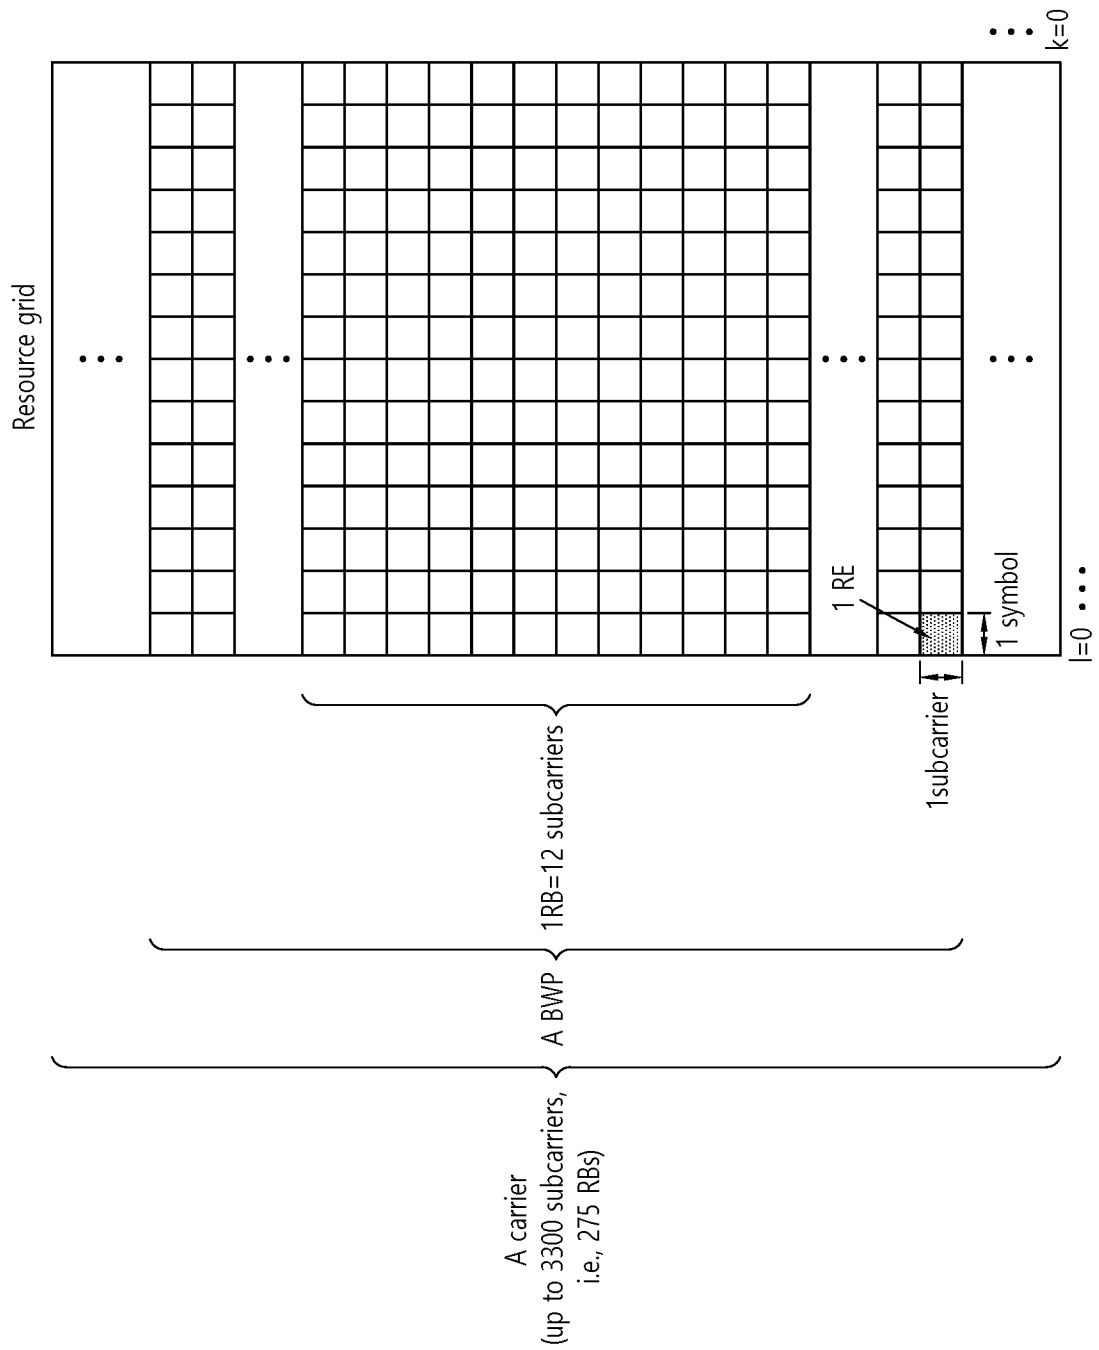 Resource grid
A carrier
(up to 3300 subcarriers,
i.e., 275 RBs)
A BWP
1RB=12 subcarriers
1 RE
1subcarrier
1 symbol
l=0
k=0